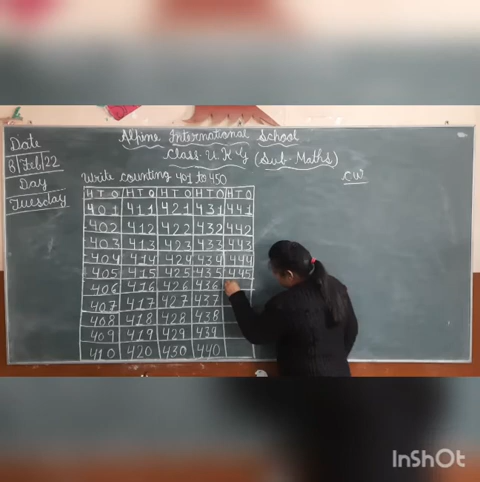 Alpine International School
Class- U.K.G (Sub- Maths)
Date
8/Feb/22
Day
Tuesday
C.W
Write counting 401 to 450
H T O H T O H T O H T O H T O
401 411 421 431 441
402 412 422 432 442
403 413 423 433 443
404 414 424 434 444
405 415 425 435 445
406 416 426 436
407 417 427 437
408 418 428 438
409 419 429 439
410 420 430 440
InShOt